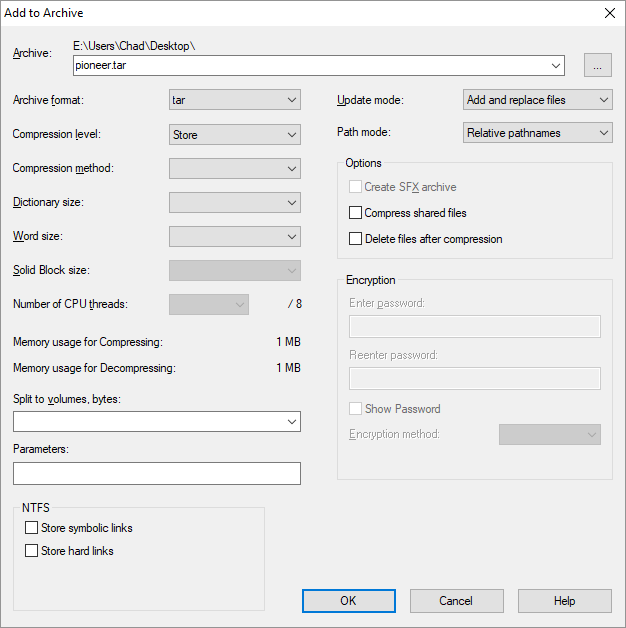 Add to Archive
Archive:
E:\Users\Chad\Desktop\
pioneer.tar
...
Archive format:
tar
Compression level:
Store
Compression method:
Dictionary size:
Word size:
Solid Block size:
Number of CPU threads:
/ 8
Memory usage for Compressing:
1 MB
Memory usage for Decompressing:
1 MB
Split to volumes, bytes:
Parameters:
NTFS
Store symbolic links
Store hard links
Update mode:
Add and replace files
Path mode:
Relative pathnames
Options
Create SFX archive
Compress shared files
Delete files after compression
Encryption
Enter password:
Reenter password:
Show Password
Encryption method:
OK
Cancel
Help